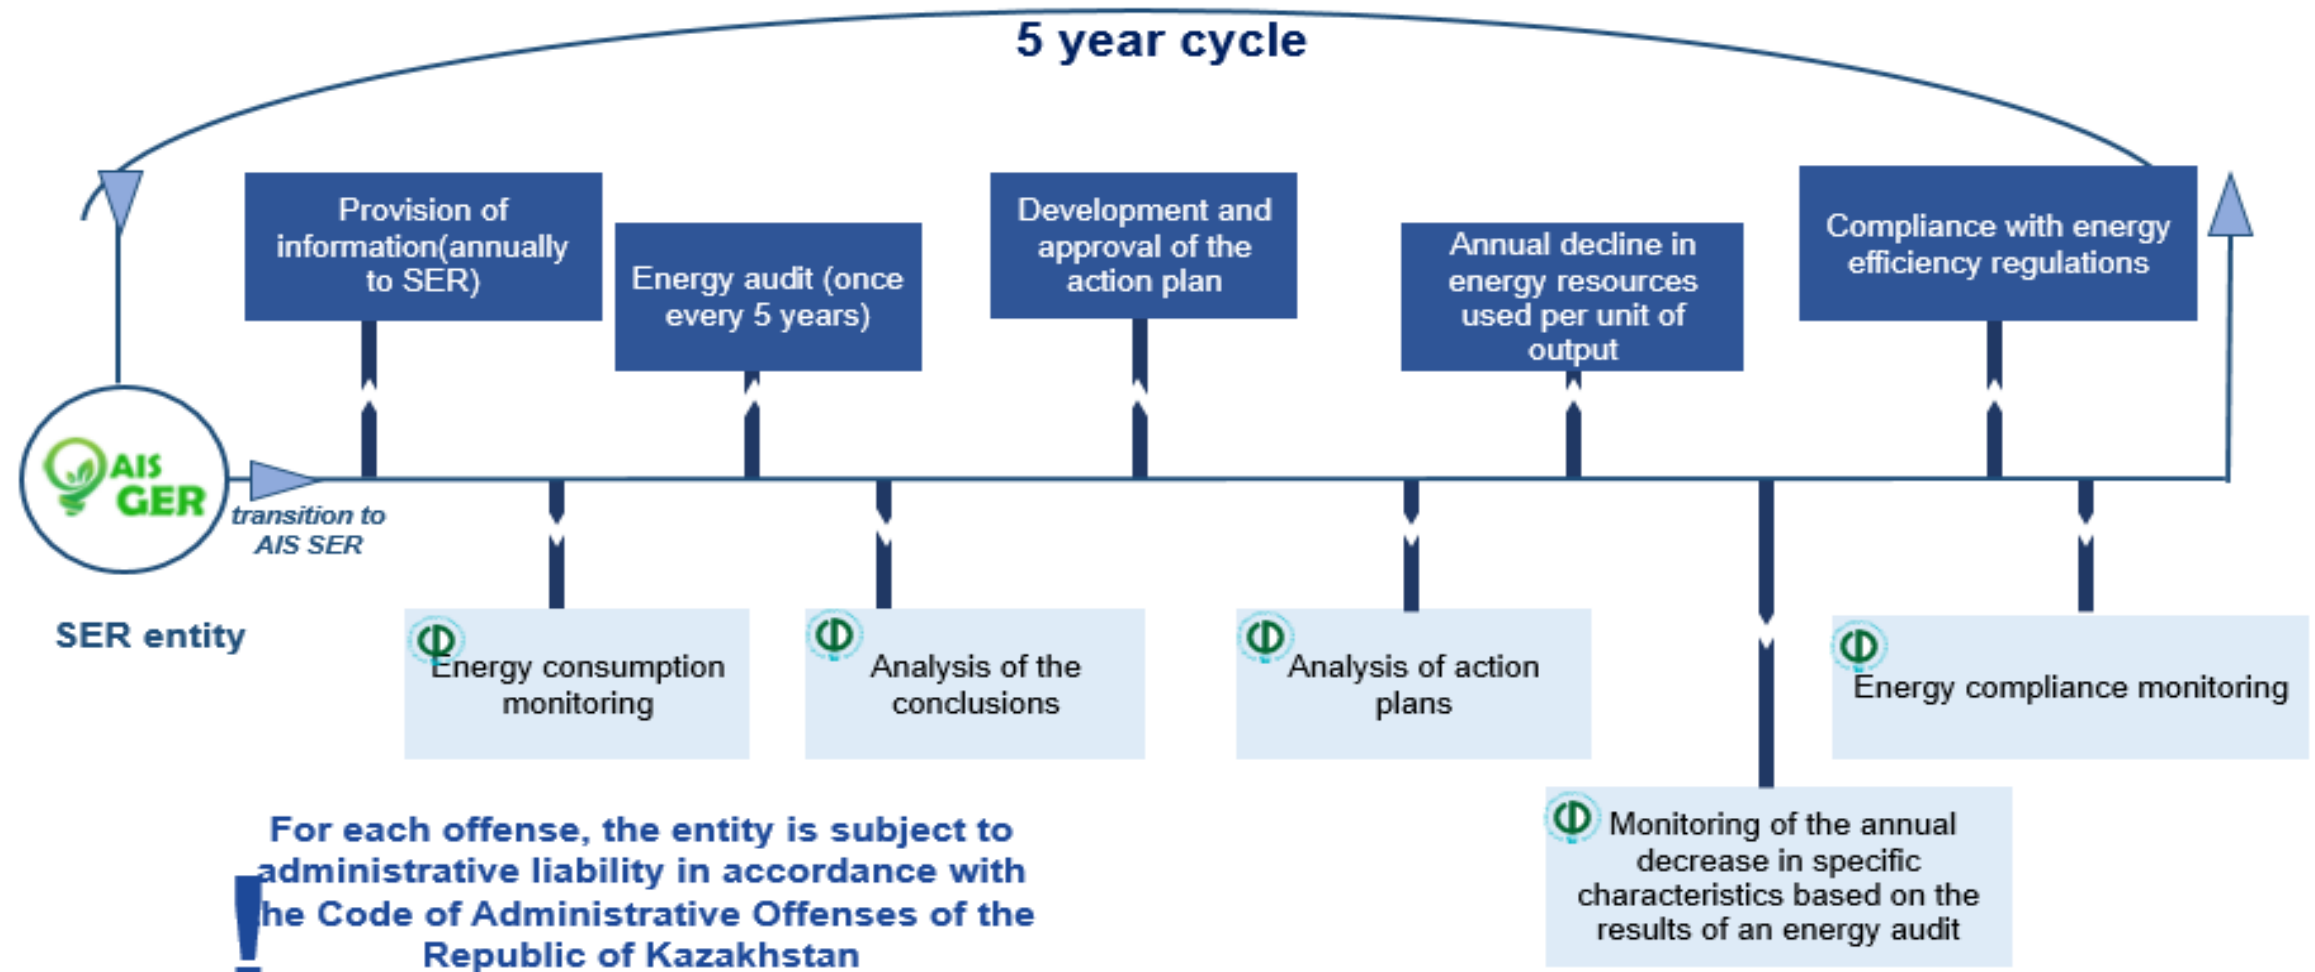 5 year cycle
Provision of
information(annually
to SER)
Energy audit (once
every 5 years)
Development and
approval of the
action plan
Annual decline in
energy resources
used per unit of
output
Compliance with energy
efficiency regulations
AIS
GER
transition to
AIS SER
SER entity
Energy consumption
monitoring
Analysis of the
conclusions
Analysis of action
plans
Energy compliance monitoring
Monitoring of the annual
decrease in specific
characteristics based on the
results of an energy audit
!
For each offense, the entity is subject to
administrative liability in accordance with
the Code of Administrative Offenses of the
Republic of Kazakhstan